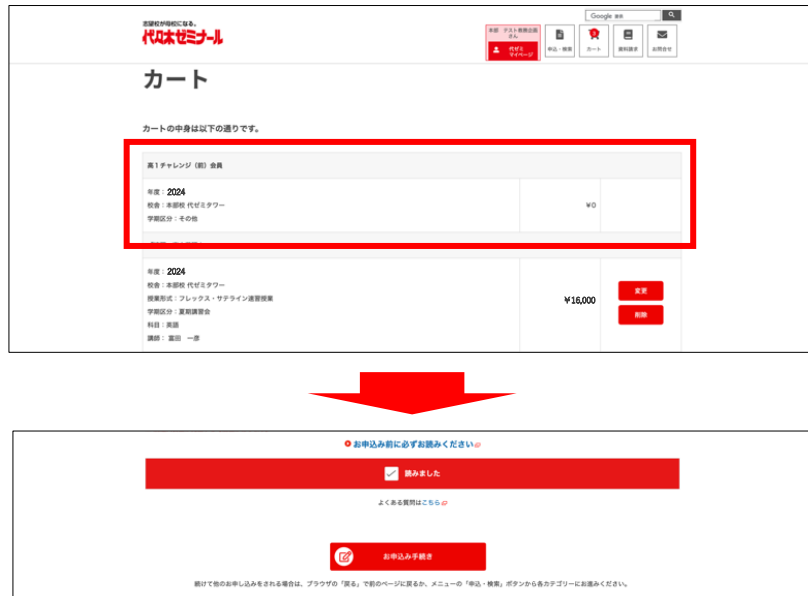 志望校が母校になる。
代々木ゼミナール
Google
本部 テスト教務企画
さん
代ゼミ
マイページ
申込・検索
カート
資料請求
お問合せ
カート
カートの中身は以下の通りです。
高1チャレンジ（前）会員
年度：2024
校舎：本部校 代ゼミタワー
学期区分：その他
¥0
年度：2024
校舎：本部校 代ゼミタワー
授業形式：フレックス・サテライン速習授業
学期区分：夏期講習会
科目：英語
講師： 富田 一彦
¥16,000
変更
削除
お申込み前に必ずお読みください
読みました
よくある質問はこちら
お申込み手続き
続けて他のお申し込みをされる場合は、ブラウザの「戻る」で前のページに戻るか、メニューの「申込・検索」ボタンから各カテゴリーにお進みください。